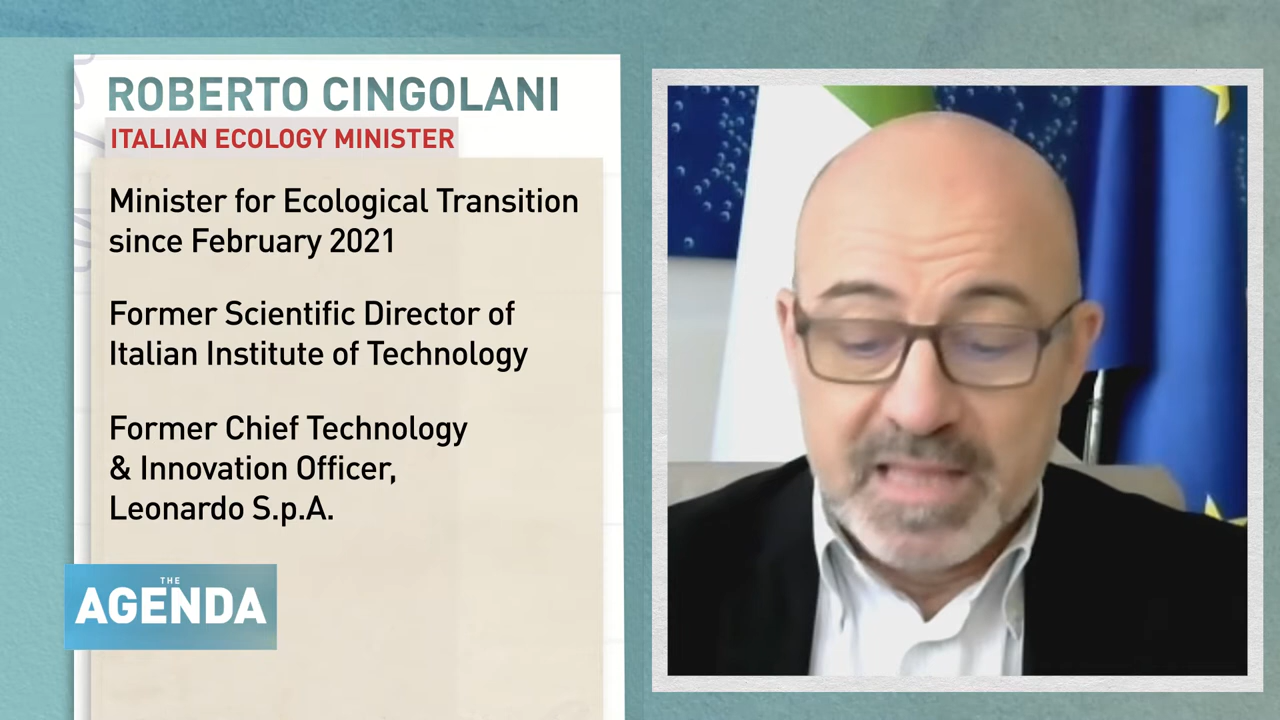 ROBERTO CINGOLANI
ITALIAN ECOLOGY MINISTER
Minister for Ecological Transition
since February 2021
Former Scientific Director of
Italian Institute of Technology
Former Chief Technology
& Innovation Officer,
Leonardo S.p.A.
THE
AGENDA